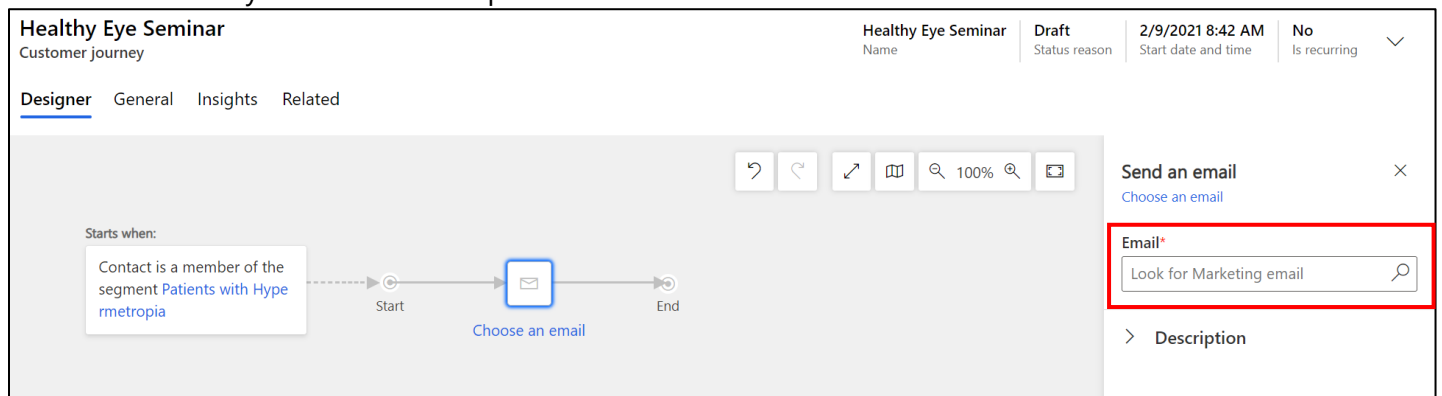 Healthy Eye Seminar
Customer journey
Healthy Eye Seminar
Name
Draft
Status reason
2/9/2021 8:42 AM
Start date and time
No
Is recurring
Designer General Insights Related
100%
Send an email
Choose an email
Starts when:
Contact is a member of the
segment Patients with Hype
rmetropia
Start
Choose an email
End
Email*
Look for Marketing email
Description